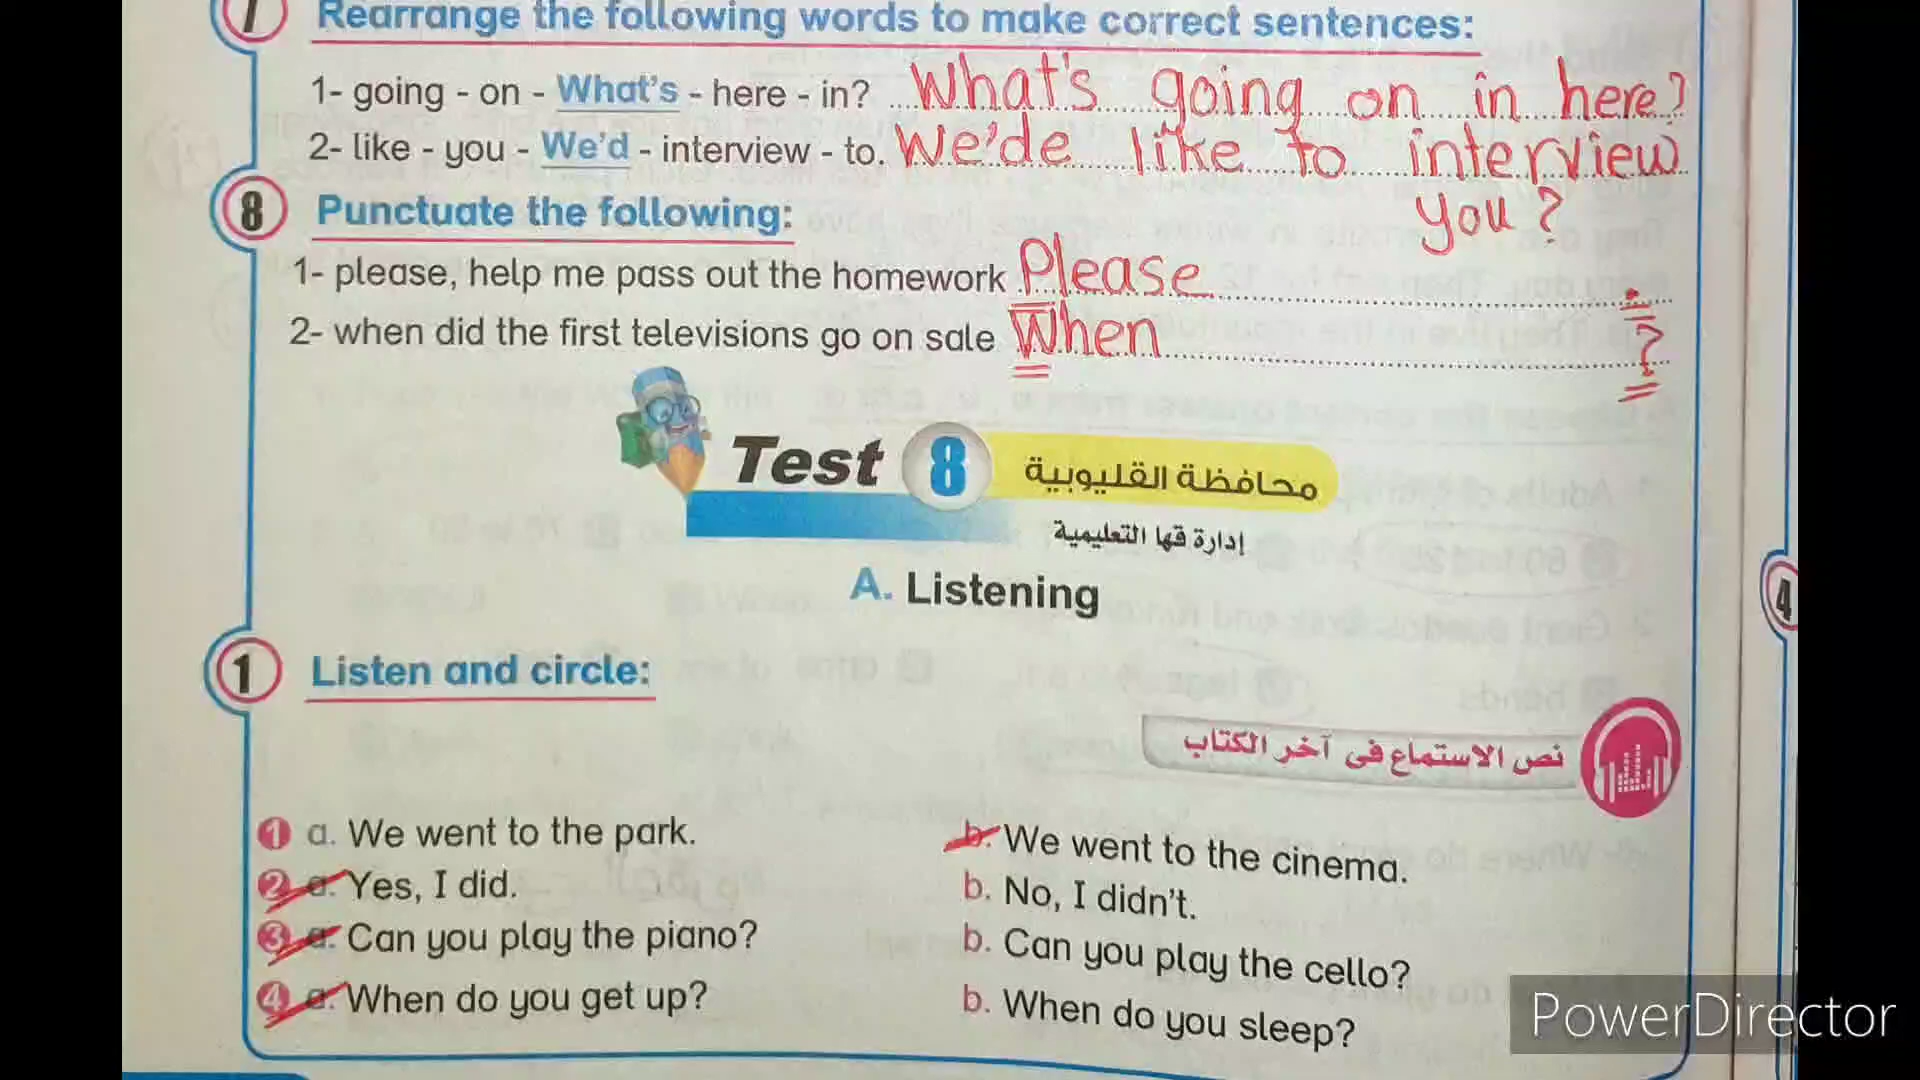 7 Rearrange the following words to make correct sentences:
1- going - on - What's - here - in? What's going on in here?
2- like - you - We'd - interview - to. We'de like to interview
you?
8 Punctuate the following:
1- please, help me pass out the homework Please
2- when did the first televisions go on sale When
Test 8 محافظة القليوبية
إدارة قها التعليمية
A. Listening
4
1 Listen and circle:
نص الاستماع فى آخر الكتاب
1 a. We went to the park. b. We went to the cinema.
2 a. Yes, I did. b. No, I didn't.
3 a. Can you play the piano? b. Can you play the cello?
4 a. When do you get up? b. When do you sleep?
PowerDirector